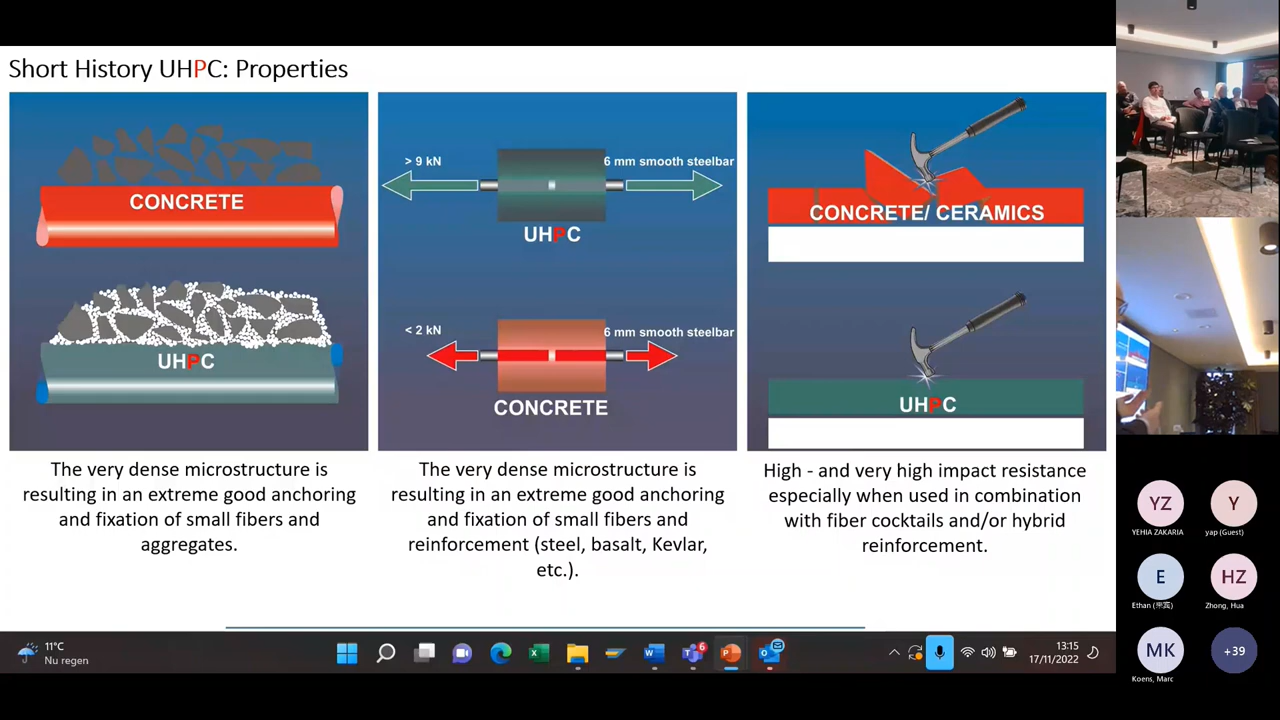 Short History UHPC: Properties
CONCRETE
UHPC
The very dense microstructure is
resulting in an extreme good anchoring
and fixation of small fibers and
aggregates.
> 9 kN
6 mm smooth steelbar
UHPC
< 2 kN
6 mm smooth steelbar
CONCRETE
The very dense microstructure is
resulting in an extreme good anchoring
and fixation of small fibers and
reinforcement (steel, basalt, Kevlar,
etc.).
CONCRETE/ CERAMICS
UHPC
High - and very high impact resistance
especially when used in combination
with fiber cocktails and/or hybrid
reinforcement.
YZ
YEHIA ZAKARIA
Y
yap (Guest)
E
Ethan
HZ
Zhong, Hua
MK
Koens, Marc
+39
11°C
Nu regen
6
13:15
17/11/2022